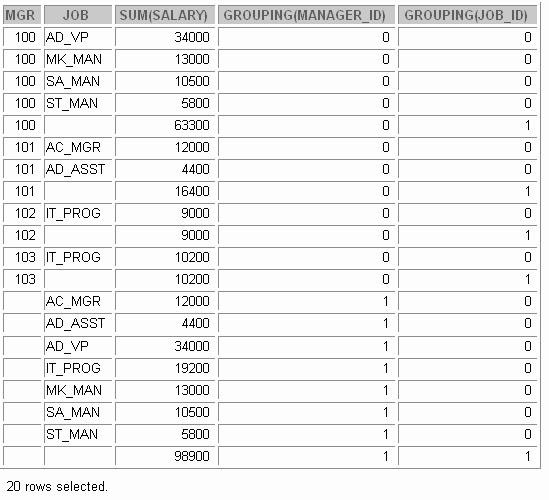 MGR JOB SUM(SALARY) GROUPING(MANAGER_ID) GROUPING(JOB_ID)
100 AD_VP 34000 0 0
100 MK_MAN 13000 0 0
100 SA_MAN 10500 0 0
100 ST_MAN 5800 0 0
100 63300 0 1
101 AC_MGR 12000 0 0
101 AD_ASST 4400 0 0
101 16400 0 1
102 IT_PROG 9000 0 0
102 9000 0 1
103 IT_PROG 10200 0 0
103 10200 0 1
AC_MGR 12000 1 0
AD_ASST 4400 1 0
AD_VP 34000 1 0
IT_PROG 19200 1 0
MK_MAN 13000 1 0
SA_MAN 10500 1 0
ST_MAN 5800 1 0
98900 1 1
20 rows selected.